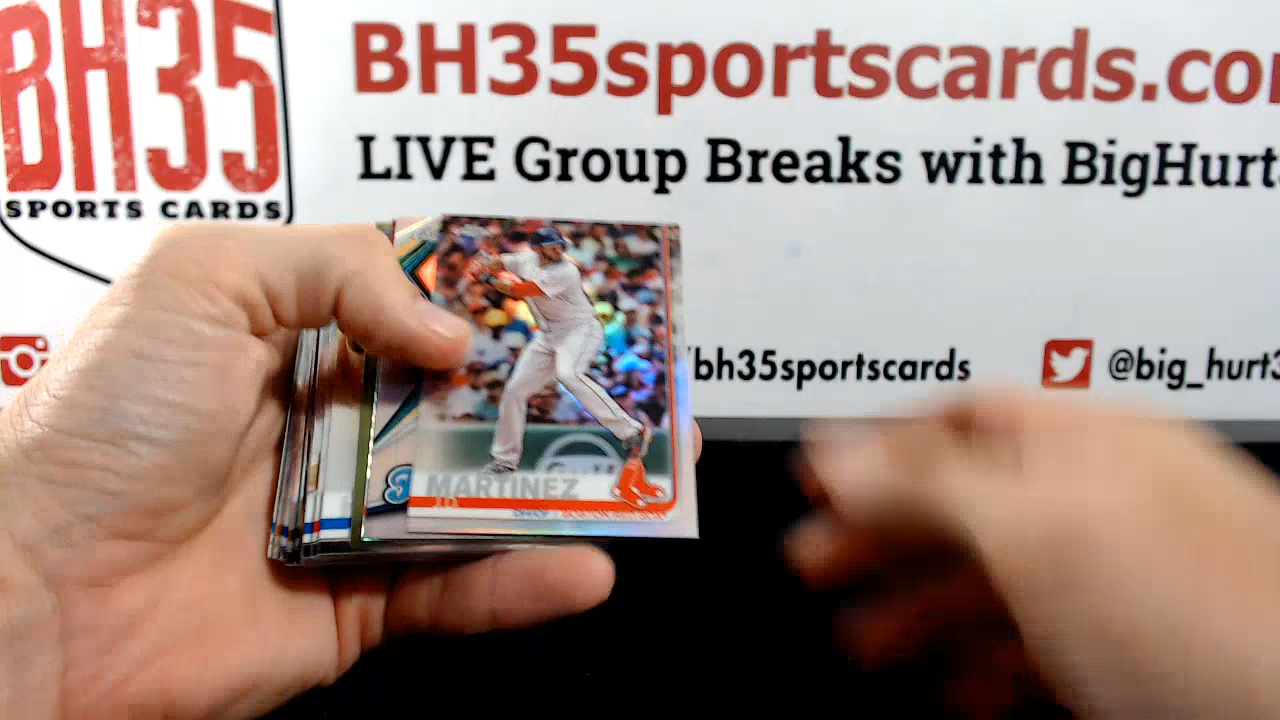 BH35
SPORTS CARDS
BH35sportscards.co
LIVE Group Breaks with BigHurt
/bh35sportscards
@big_hurt3
MARTINEZ
J.D.